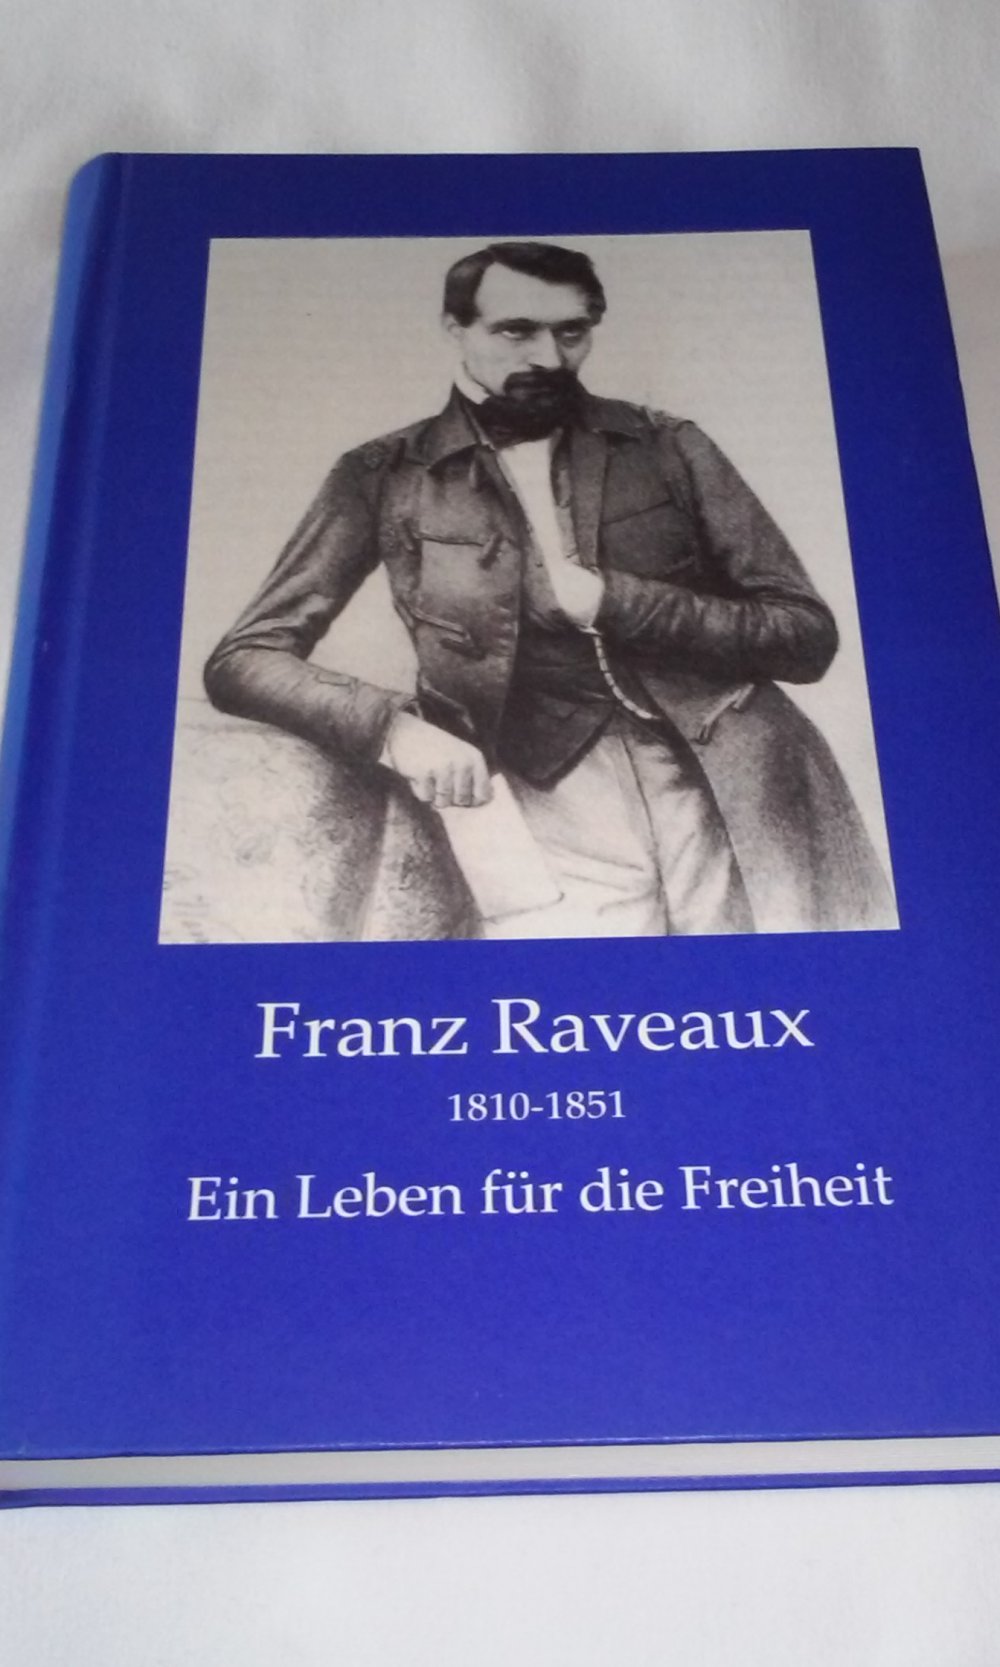 Franz Raveaux
1810-1851
Ein Leben für die Freiheit